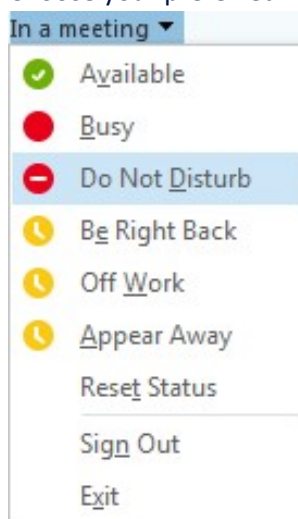 In a meeting
Available
Busy
Do Not Disturb
Be Right Back
Off Work
Appear Away
Reset Status
Sign Out
Exit